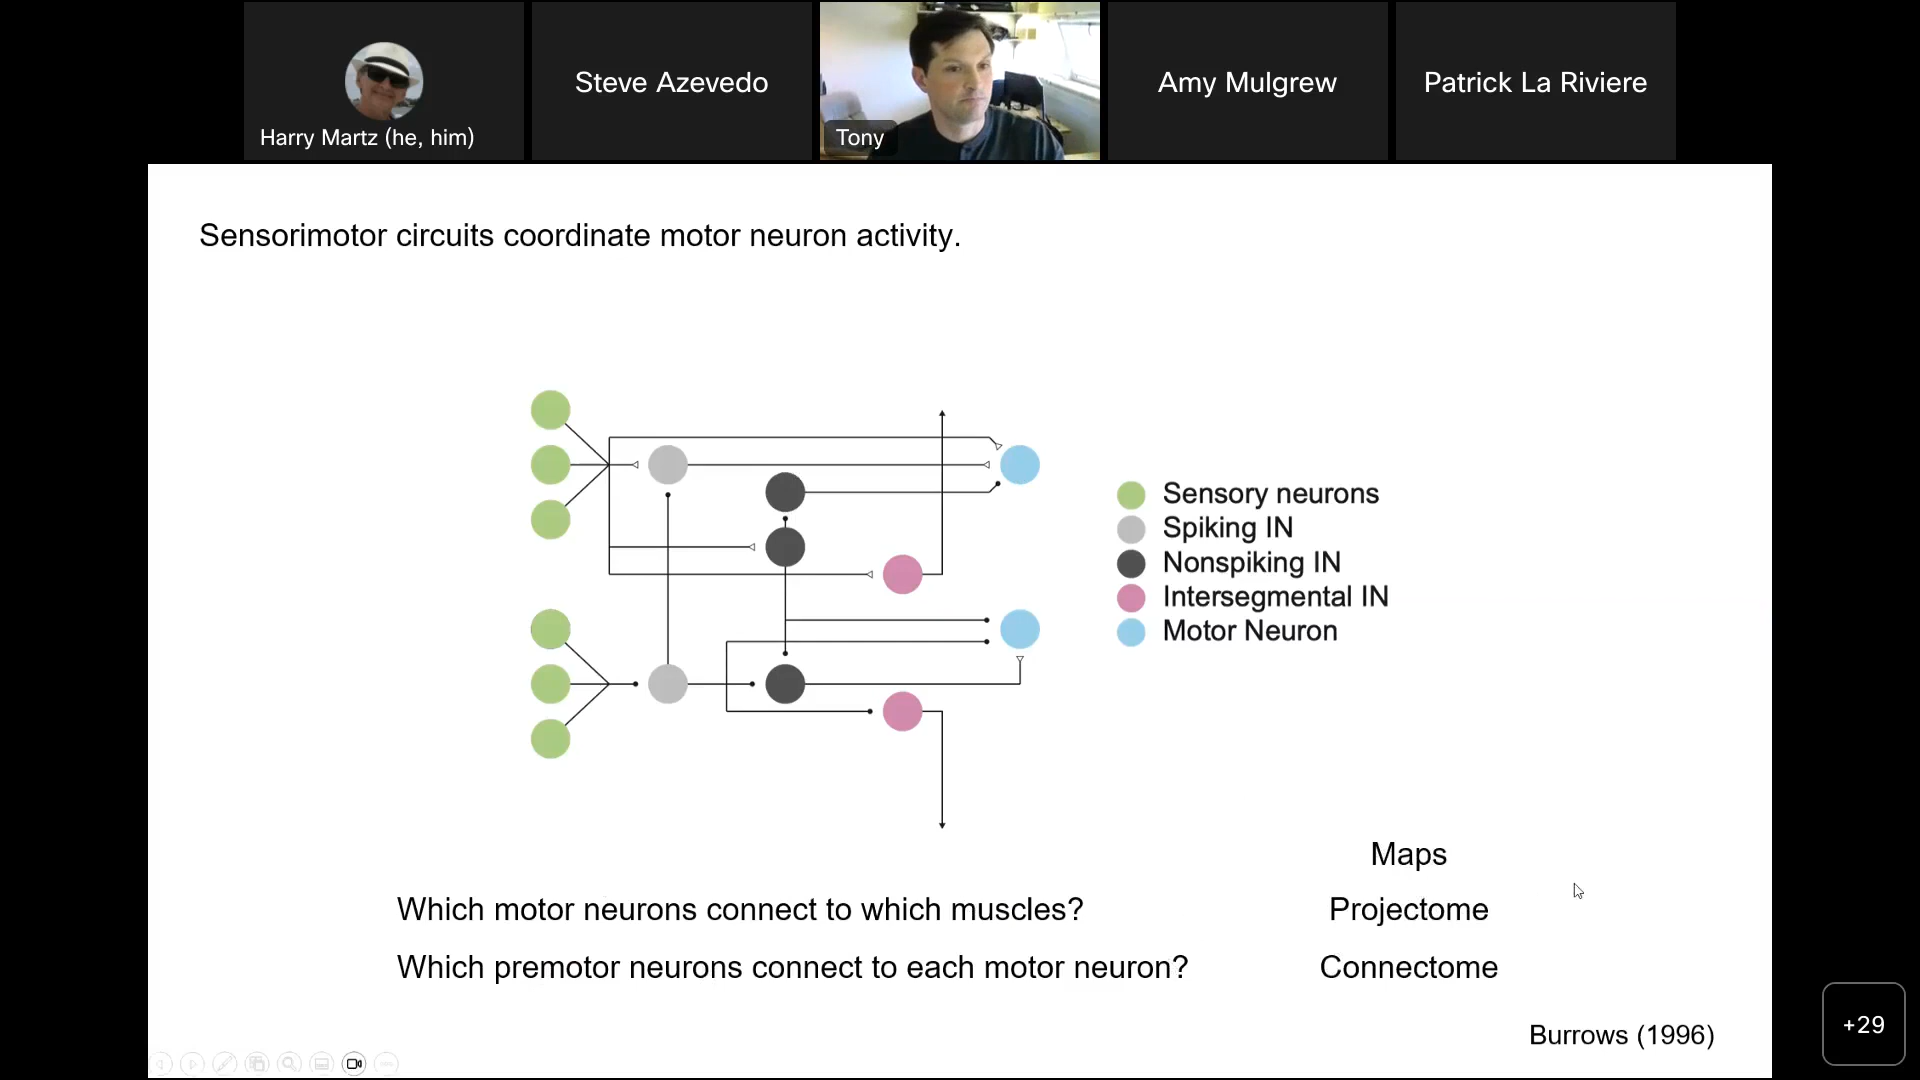 Harry Martz (he, him)
Steve Azevedo
Tony
Amy Mulgrew
Patrick La Riviere
Sensorimotor circuits coordinate motor neuron activity.
Sensory neurons
Spiking IN
Nonspiking IN
Intersegmental IN
Motor Neuron
Maps
Which motor neurons connect to which muscles?
Projectome
Which premotor neurons connect to each motor neuron?
Connectome
Burrows (1996)
+29